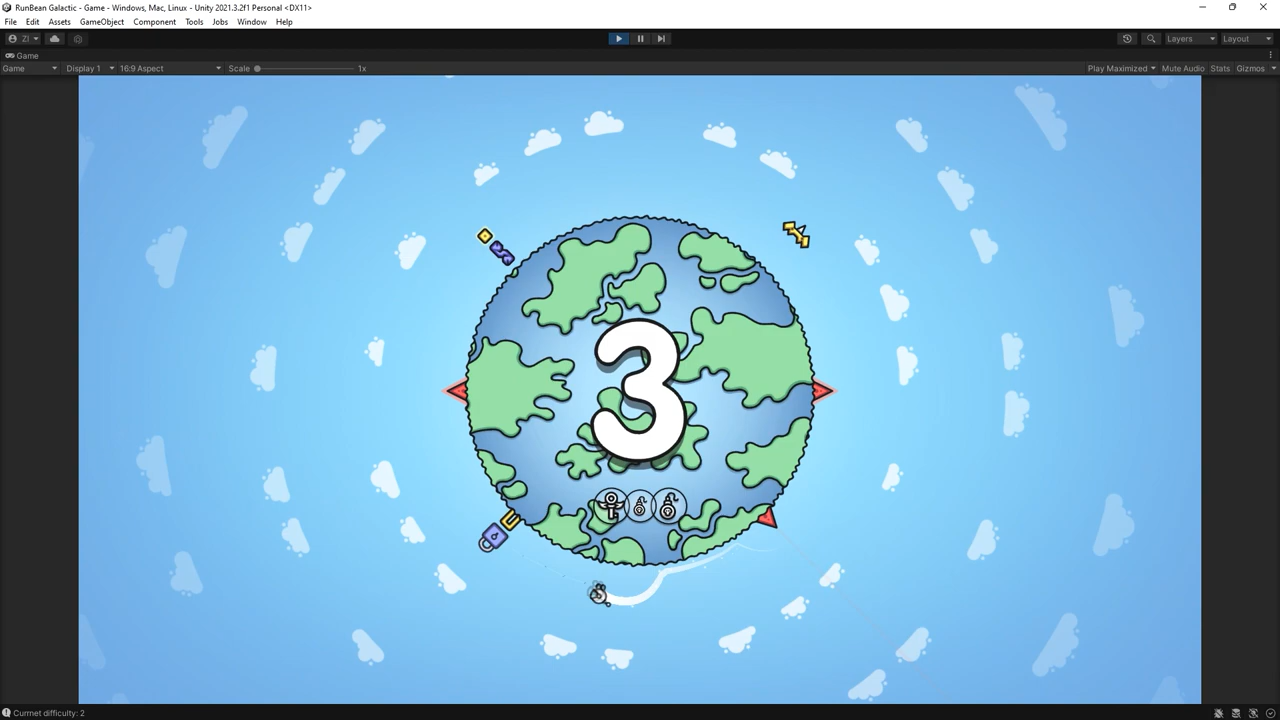 RunBean Galactic - Game - Windows, Mac, Linux - Unity 2021.3.2f1 Personal <DX11>
File Edit Assets GameObject Component Tools Jobs Window Help
ZI Layers Layout
Game
Game Display 1 16:9 Aspect Scale 1x Play Maximized Mute Audio Stats Gizmos
3
Curmet difficulty: 2